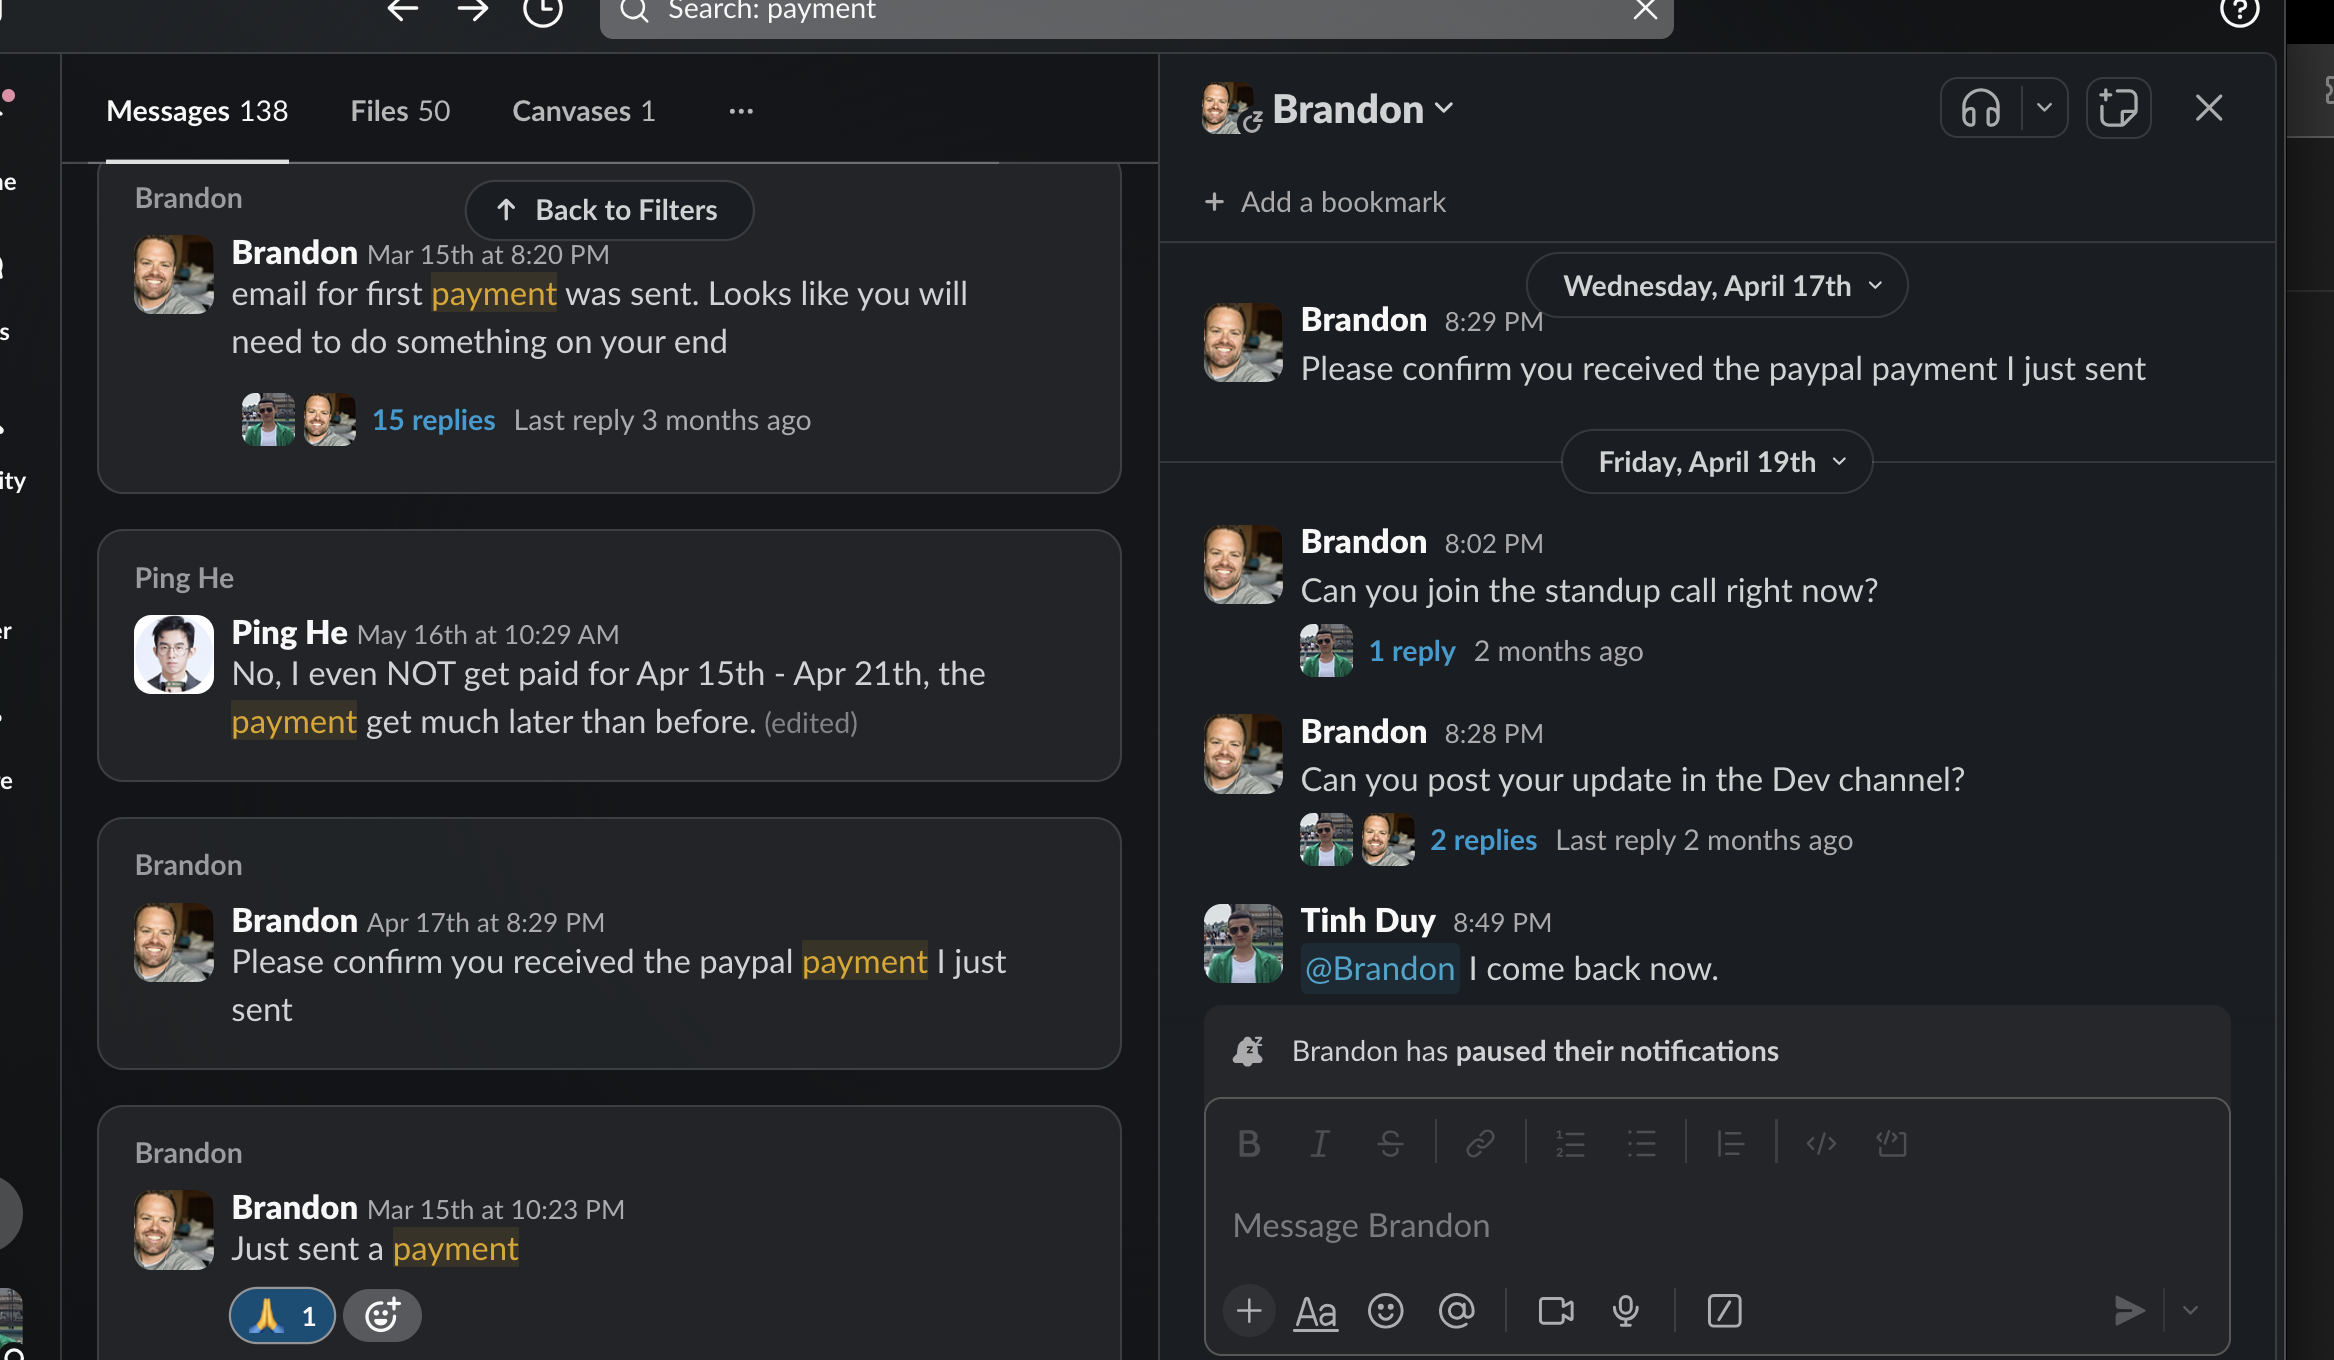 Search: payment
Messages 138
Files 50
Canvases 1
Back to Filters
Brandon
Brandon Mar 15th at 8:20 PM
email for first payment was sent. Looks like you will
need to do something on your end
15 replies Last reply 3 months ago
Ping He
Ping He May 16th at 10:29 AM
No, I even NOT get paid for Apr 15th - Apr 21th, the
payment get much later than before. (edited)
Brandon
Brandon Apr 17th at 8:29 PM
Please confirm you received the paypal payment I just
sent
Brandon
Brandon Mar 15th at 10:23 PM
Just sent a payment
1
Brandon
+ Add a bookmark
Wednesday, April 17th
Brandon 8:29 PM
Please confirm you received the paypal payment I just sent
Friday, April 19th
Brandon 8:02 PM
Can you join the standup call right now?
1 reply 2 months ago
Brandon 8:28 PM
Can you post your update in the Dev channel?
2 replies Last reply 2 months ago
Tinh Duy 8:49 PM
@Brandon I come back now.
Brandon has paused their notifications
Message Brandon
Aa